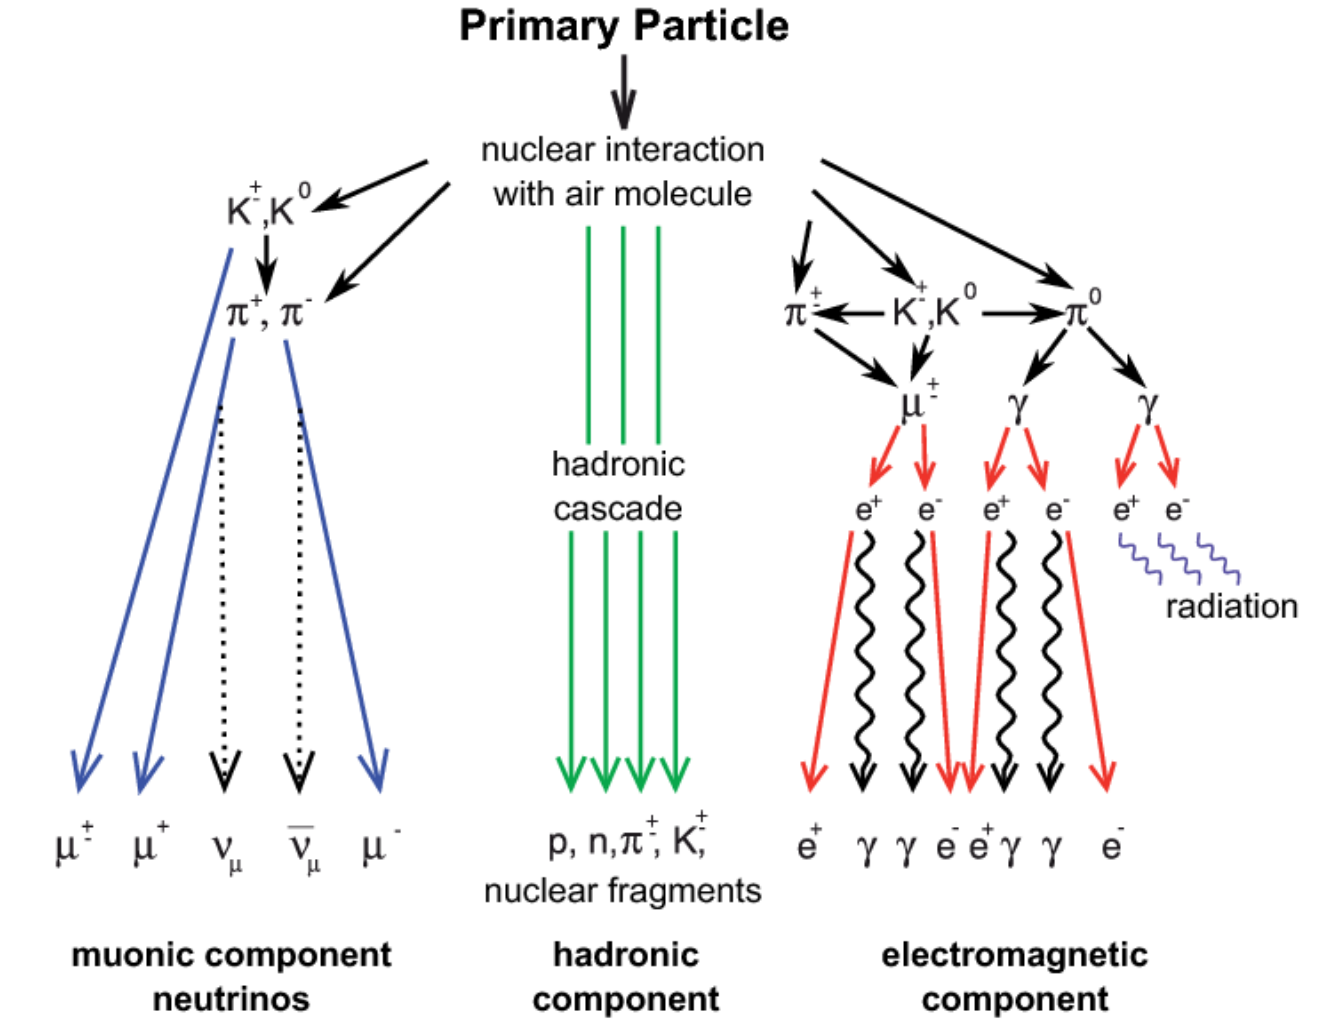 Primary Particle
nuclear interaction
with air molecule
K±,K⁰
π⁺, π⁻
π± K±,K⁰ π⁰
μ± γ γ
hadronic
cascade
e⁺ e⁻ e⁺ e⁻ e⁺ e⁻
radiation
μ± μ⁺ νμ ν̅μ μ⁻
p, n,π±, K±,
nuclear fragments
e⁺ γ γ e⁻ e⁺ γ γ e⁻
muonic component
neutrinos
hadronic
component
electromagnetic
component